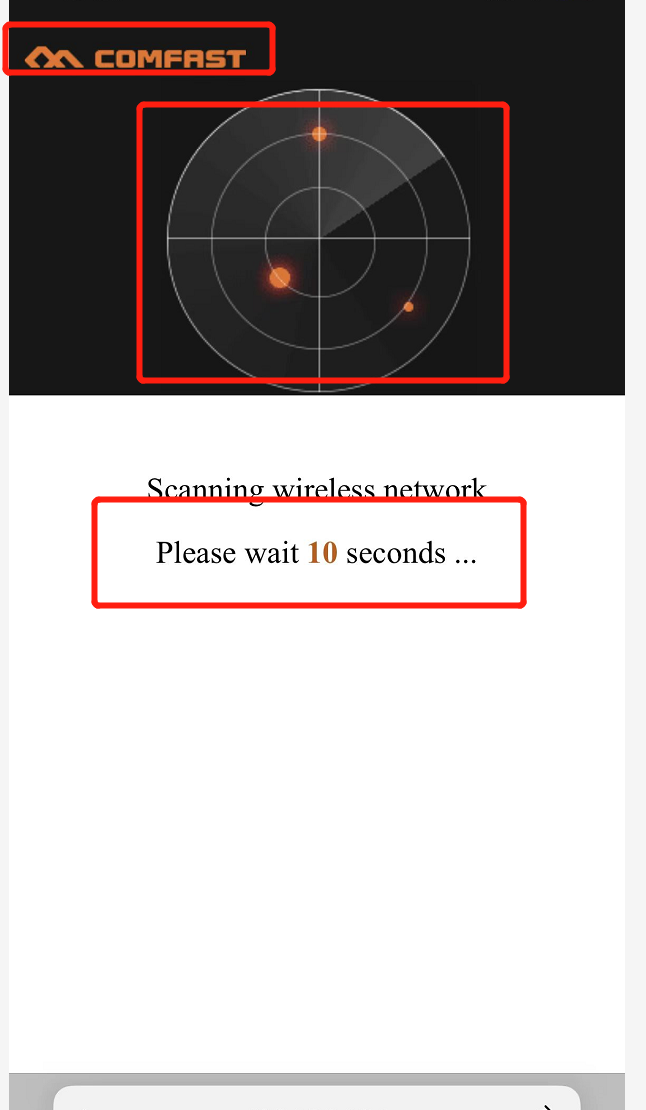 COMFAST
Scanning wireless network
Please wait 10 seconds ...